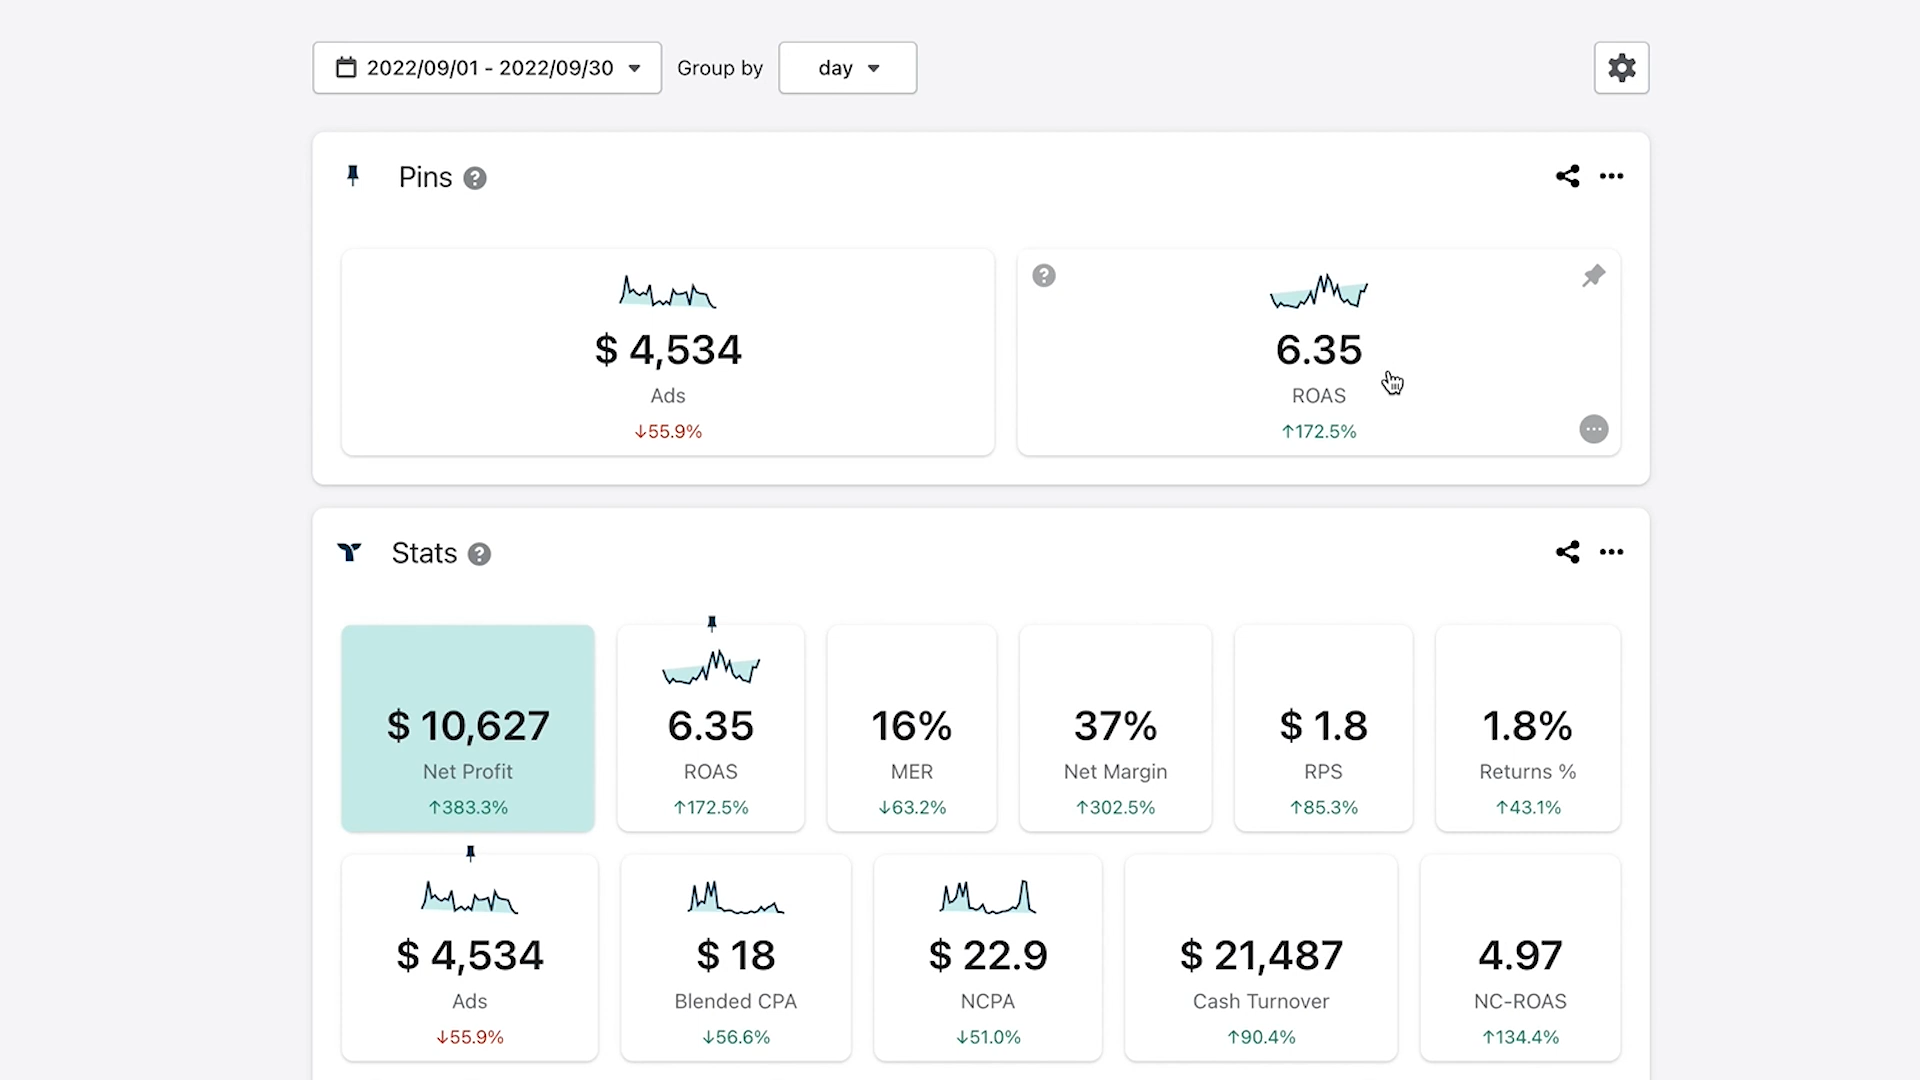 2022/09/01 - 2022/09/30
Group by
day
Pins
$ 4,534
Ads
↓55.9%
6.35
ROAS
↑172.5%
Stats
$ 10,627
Net Profit
↑383.3%
6.35
ROAS
↑172.5%
16%
MER
↓63.2%
37%
Net Margin
↑302.5%
$ 1.8
RPS
↑85.3%
1.8%
Returns %
↑43.1%
$ 4,534
Ads
↓55.9%
$ 18
Blended CPA
↓56.6%
$ 22.9
NCPA
↓51.0%
$ 21,487
Cash Turnover
↑90.4%
4.97
NC-ROAS
↑134.4%